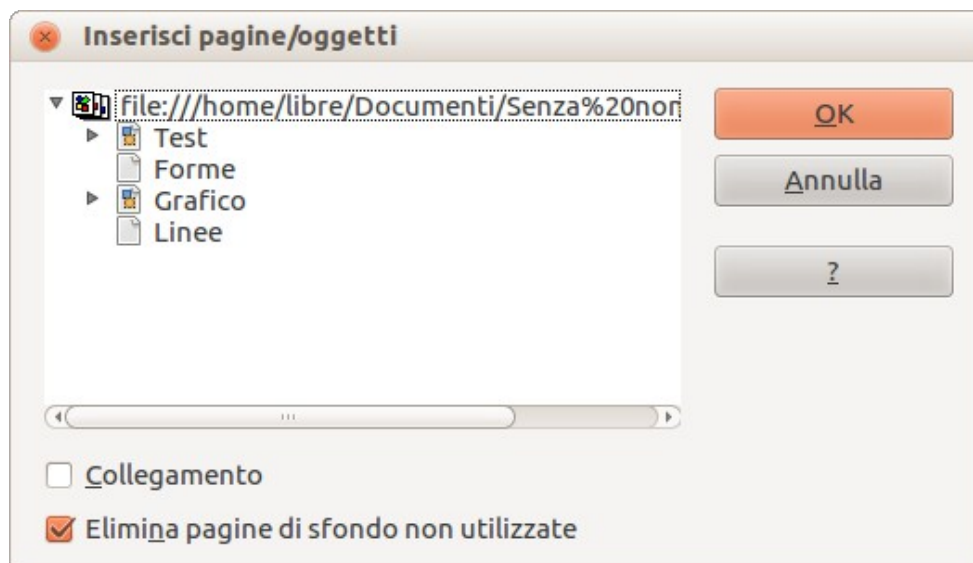 Inserisci pagine/oggetti
file:///home/libre/Documenti/Senza%20nor
Test
Forme
Grafico
Linee
OK
Annulla
?
Collegamento
Elimina pagine di sfondo non utilizzate